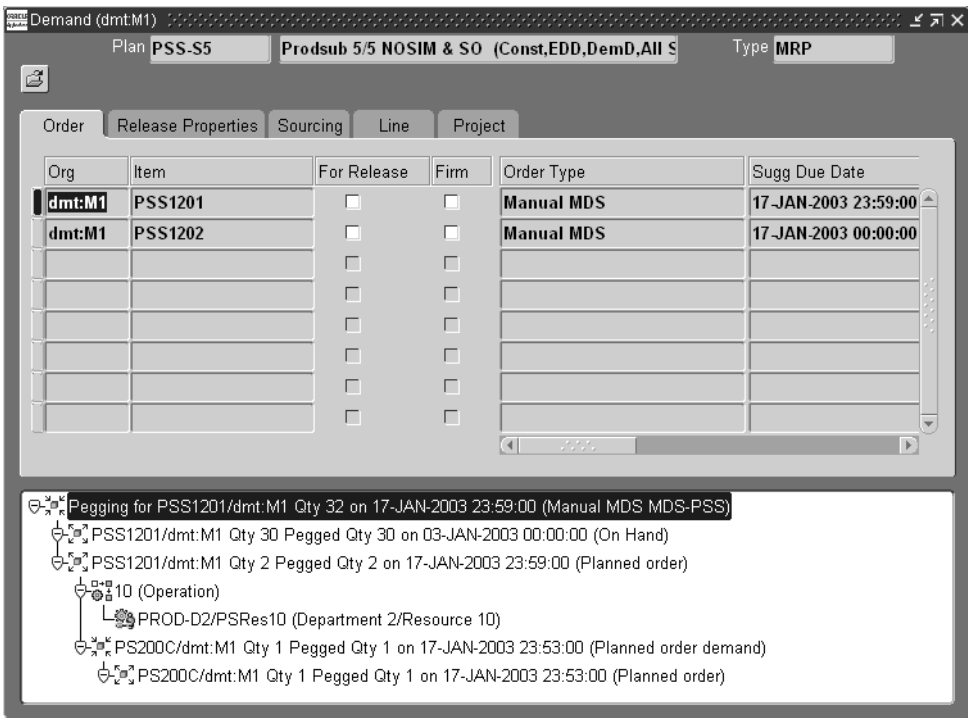 ORACLE
Demand (dmt:M1)
Plan PSS-S5 Prodsub 5/5 NOSIM & SO (Const,EDD,DemD,All S Type MRP
Order Release Properties Sourcing Line Project
Org Item For Release Firm Order Type Sugg Due Date
dmt:M1 PSS1201 Manual MDS 17-JAN-2003 23:59:00
dmt:M1 PSS1202 Manual MDS 17-JAN-2003 00:00:00
Pegging for PSS1201/dmt:M1 Qty 32 on 17-JAN-2003 23:59:00 (Manual MDS MDS-PSS)
PSS1201/dmt:M1 Qty 30 Pegged Qty 30 on 03-JAN-2003 00:00:00 (On Hand)
PSS1201/dmt:M1 Qty 2 Pegged Qty 2 on 17-JAN-2003 23:59:00 (Planned order)
10 (Operation)
PROD-D2/PSRes10 (Department 2/Resource 10)
PS200C/dmt:M1 Qty 1 Pegged Qty 1 on 17-JAN-2003 23:53:00 (Planned order demand)
PS200C/dmt:M1 Qty 1 Pegged Qty 1 on 17-JAN-2003 23:53:00 (Planned order)